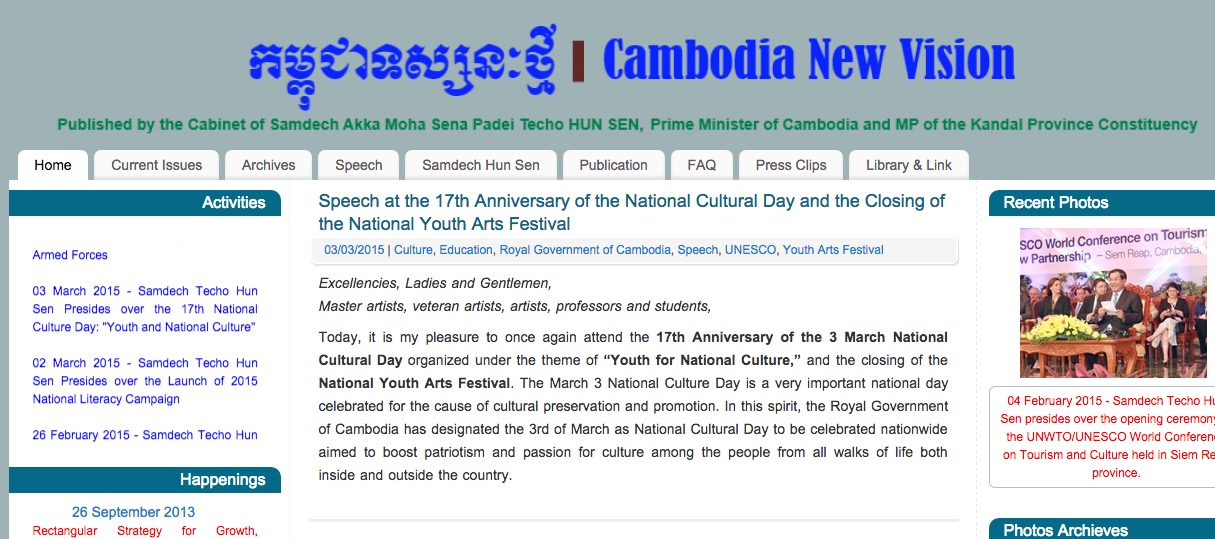 កម្ពុជាទស្សនៈថ្មី | Cambodia New Vision
Published by the Cabinet of Samdech Akka Moha Sena Padei Techo HUN SEN, Prime Minister of Cambodia and MP of the Kandal Province Constituency
Home Current Issues Archives Speech Samdech Hun Sen Publication FAQ Press Clips Library & Link
Activities
Armed Forces
03 March 2015 - Samdech Techo Hun
Sen Presides over the 17th National
Culture Day: "Youth and National Culture"
02 March 2015 - Samdech Techo Hun
Sen Presides over the Launch of 2015
National Literacy Campaign
26 February 2015 - Samdech Techo Hun
Happenings
26 September 2013
Rectangular Strategy for Growth,
Speech at the 17th Anniversary of the National Cultural Day and the Closing of
the National Youth Arts Festival
03/03/2015 | Culture, Education, Royal Government of Cambodia, Speech, UNESCO, Youth Arts Festival
Excellencies, Ladies and Gentlemen,
Master artists, veteran artists, artists, professors and students,
Today, it is my pleasure to once again attend the 17th Anniversary of the 3 March National
Cultural Day organized under the theme of “Youth for National Culture,” and the closing of the
National Youth Arts Festival. The March 3 National Culture Day is a very important national day
celebrated for the cause of cultural preservation and promotion. In this spirit, the Royal Government
of Cambodia has designated the 3rd of March as National Cultural Day to be celebrated nationwide
aimed to boost patriotism and passion for culture among the people from all walks of life both
inside and outside the country.
Recent Photos
SCO World Conference on Tourism
w Partnership – Siem Reap, Cambodia,
04 February 2015 - Samdech Techo Hu
Sen presides over the opening ceremony
the UNWTO/UNESCO World Conferenc
on Tourism and Culture held in Siem Re
province.
Photos Archieves